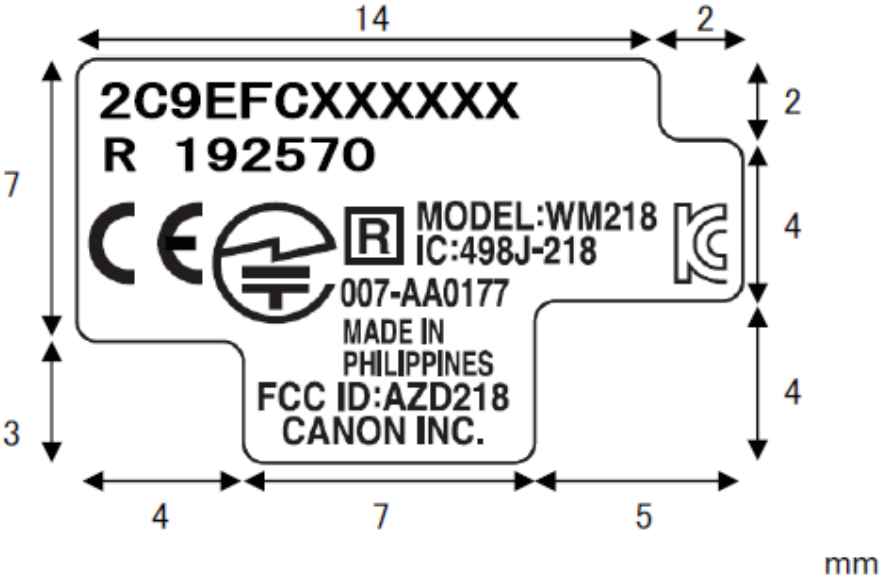 14 2
2C9EFCXXXXXX
2
R 192570
7
CE R MODEL:WM218
4
IC:498J-218
007-AA0177
MADE IN
PHILIPPINES
FCC ID:AZD218
4
CANON INC.
3
4 7 5
mm